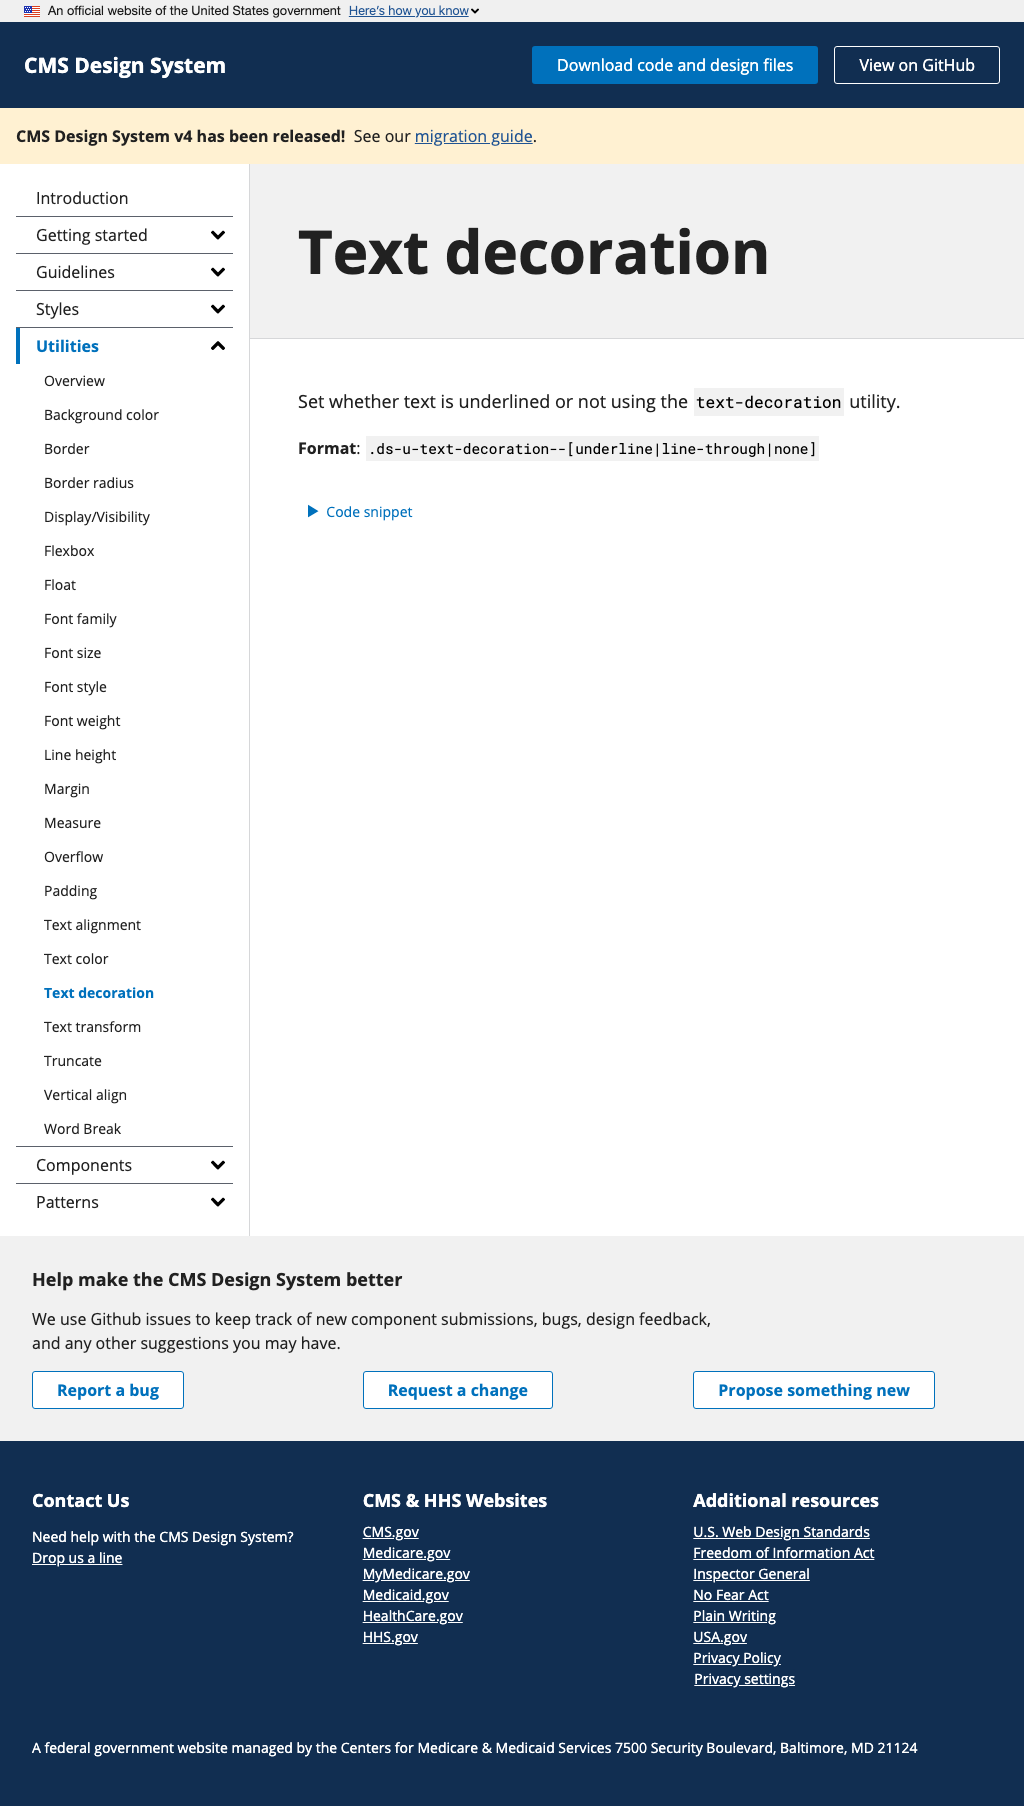 An official website of the United States government Here's how you know
CMS Design System
Download code and design files
View on GitHub
CMS Design System v4 has been released! See our migration guide.
Introduction
Getting started
Guidelines
Styles
Utilities
Overview
Background color
Border
Border radius
Display/Visibility
Flexbox
Float
Font family
Font size
Font style
Font weight
Line height
Margin
Measure
Overflow
Padding
Text alignment
Text color
Text decoration
Text transform
Truncate
Vertical align
Word Break
Components
Patterns
Text decoration
Set whether text is underlined or not using the text-decoration utility.
Format: .ds-u-text-decoration--[underline|line-through|none]
Code snippet
Help make the CMS Design System better
We use Github issues to keep track of new component submissions, bugs, design feedback,
and any other suggestions you may have.
Report a bug
Request a change
Propose something new
Contact Us
Need help with the CMS Design System?
Drop us a line
CMS & HHS Websites
CMS.gov
Medicare.gov
MyMedicare.gov
Medicaid.gov
HealthCare.gov
HHS.gov
Additional resources
U.S. Web Design Standards
Freedom of Information Act
Inspector General
No Fear Act
Plain Writing
USA.gov
Privacy Policy
Privacy settings
A federal government website managed by the Centers for Medicare & Medicaid Services 7500 Security Boulevard, Baltimore, MD 21124